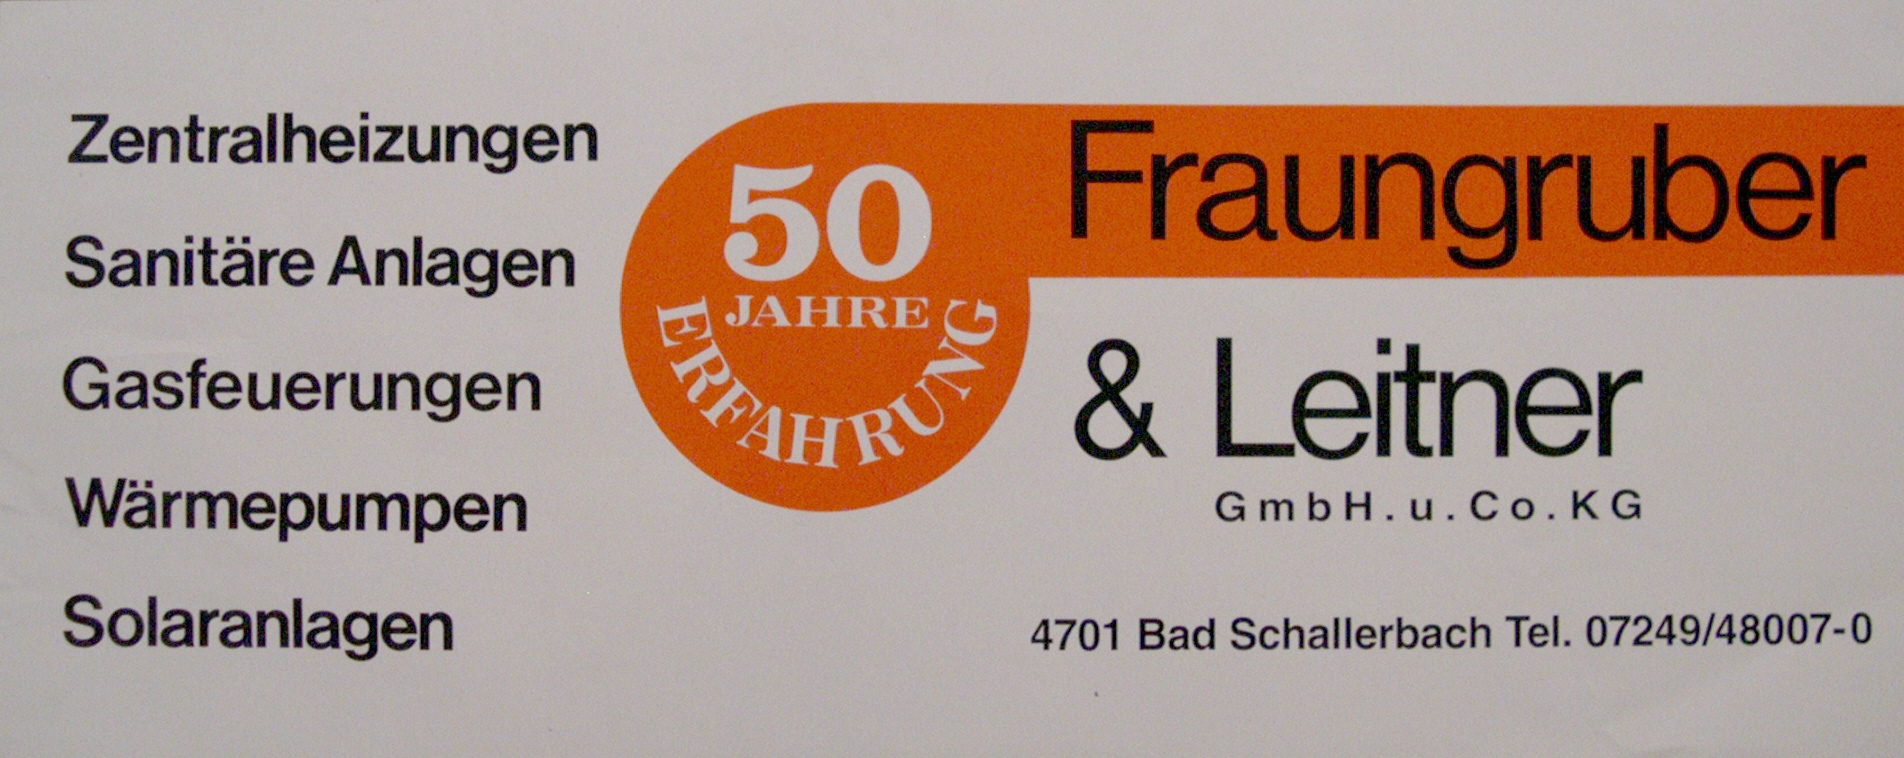 Zentralheizungen
Sanitäre Anlagen
Gasfeuerungen
Wärmepumpen
Solaranlagen
50
JAHRE
ERFAHRUNG
Fraungruber
& Leitner
GmbH.u.Co.KG
4701 Bad Schallerbach Tel. 07249/48007-0